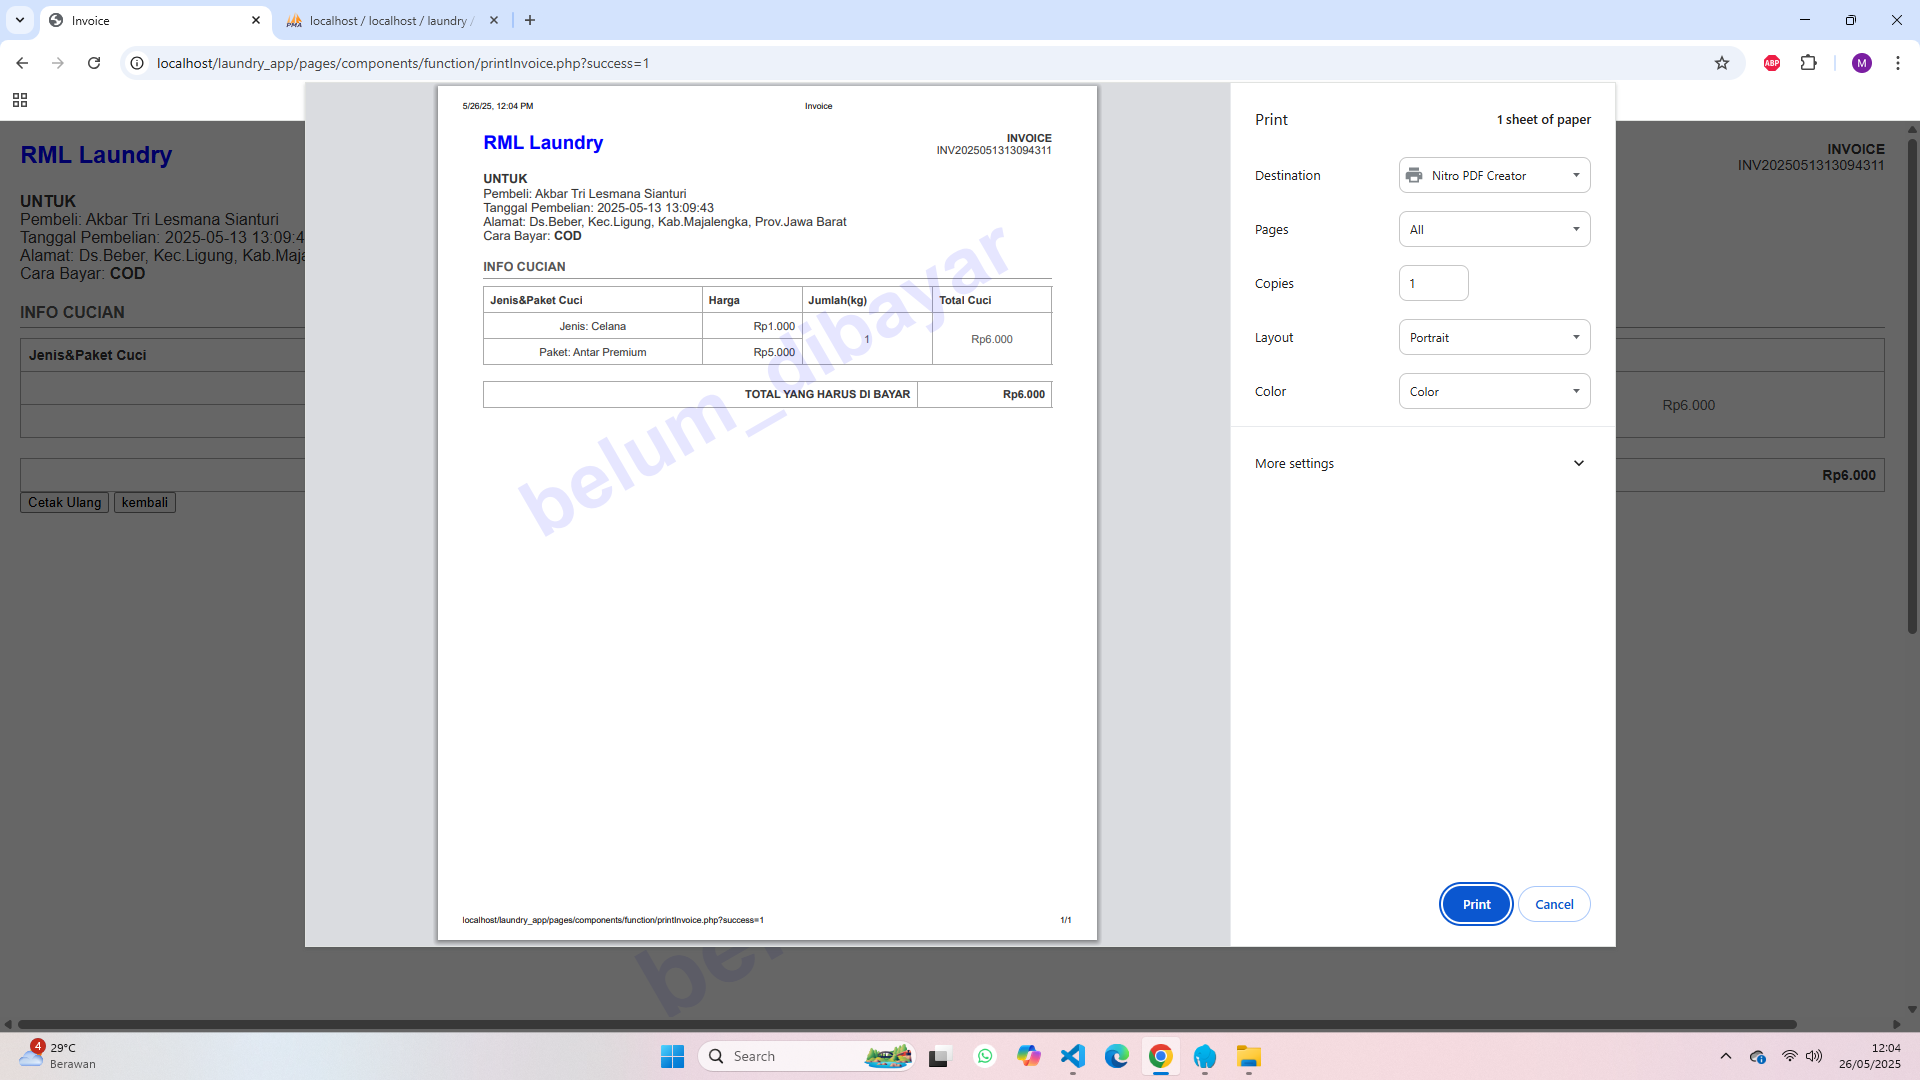 Invoice
localhost / localhost / laundry /
localhost/laundry_app/pages/components/function/printInvoice.php?success=1
ABP
M
RML Laundry
UNTUK
Pembeli: Akbar Tri Lesmana Sianturi
Tanggal Pembelian: 2025-05-13 13:09:4
Alamat: Ds.Beber, Kec.Ligung, Kab.Maja
Cara Bayar: COD
INFO CUCIAN
Jenis&Paket Cuci
Cetak Ulang
kembali
INVOICE
INV2025051313094311
Rp6.000
Rp6.000
bel
5/26/25, 12:04 PM
Invoice
RML Laundry
INVOICE
INV2025051313094311
UNTUK
Pembeli: Akbar Tri Lesmana Sianturi
Tanggal Pembelian: 2025-05-13 13:09:43
Alamat: Ds.Beber, Kec.Ligung, Kab.Majalengka, Prov.Jawa Barat
Cara Bayar: COD
INFO CUCIAN
Jenis&Paket Cuci Harga Jumlah(kg) Total Cuci
Jenis: Celana Rp1.000 1 Rp6.000
Paket: Antar Premium Rp5.000
TOTAL YANG HARUS DI BAYAR Rp6.000
belum_dibayar
localhost/laundry_app/pages/components/function/printInvoice.php?success=1
1/1
Print
1 sheet of paper
Destination Nitro PDF Creator
Pages All
Copies 1
Layout Portrait
Color Color
More settings
Print Cancel
4
29°C
Berawan
Search
12:04
26/05/2025